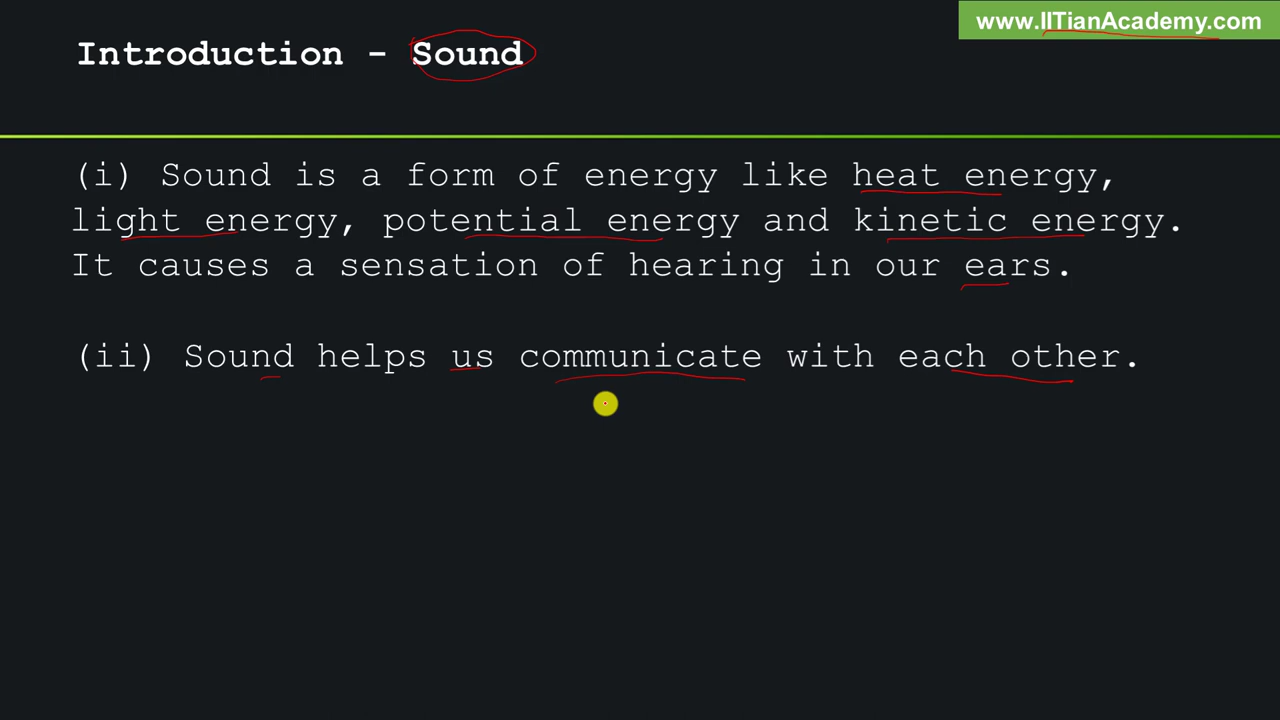 www.IITianAcademy.com
Introduction - Sound
(i) Sound is a form of energy like heat energy,
light energy, potential energy and kinetic energy.
It causes a sensation of hearing in our ears.
(ii) Sound helps us communicate with each other.